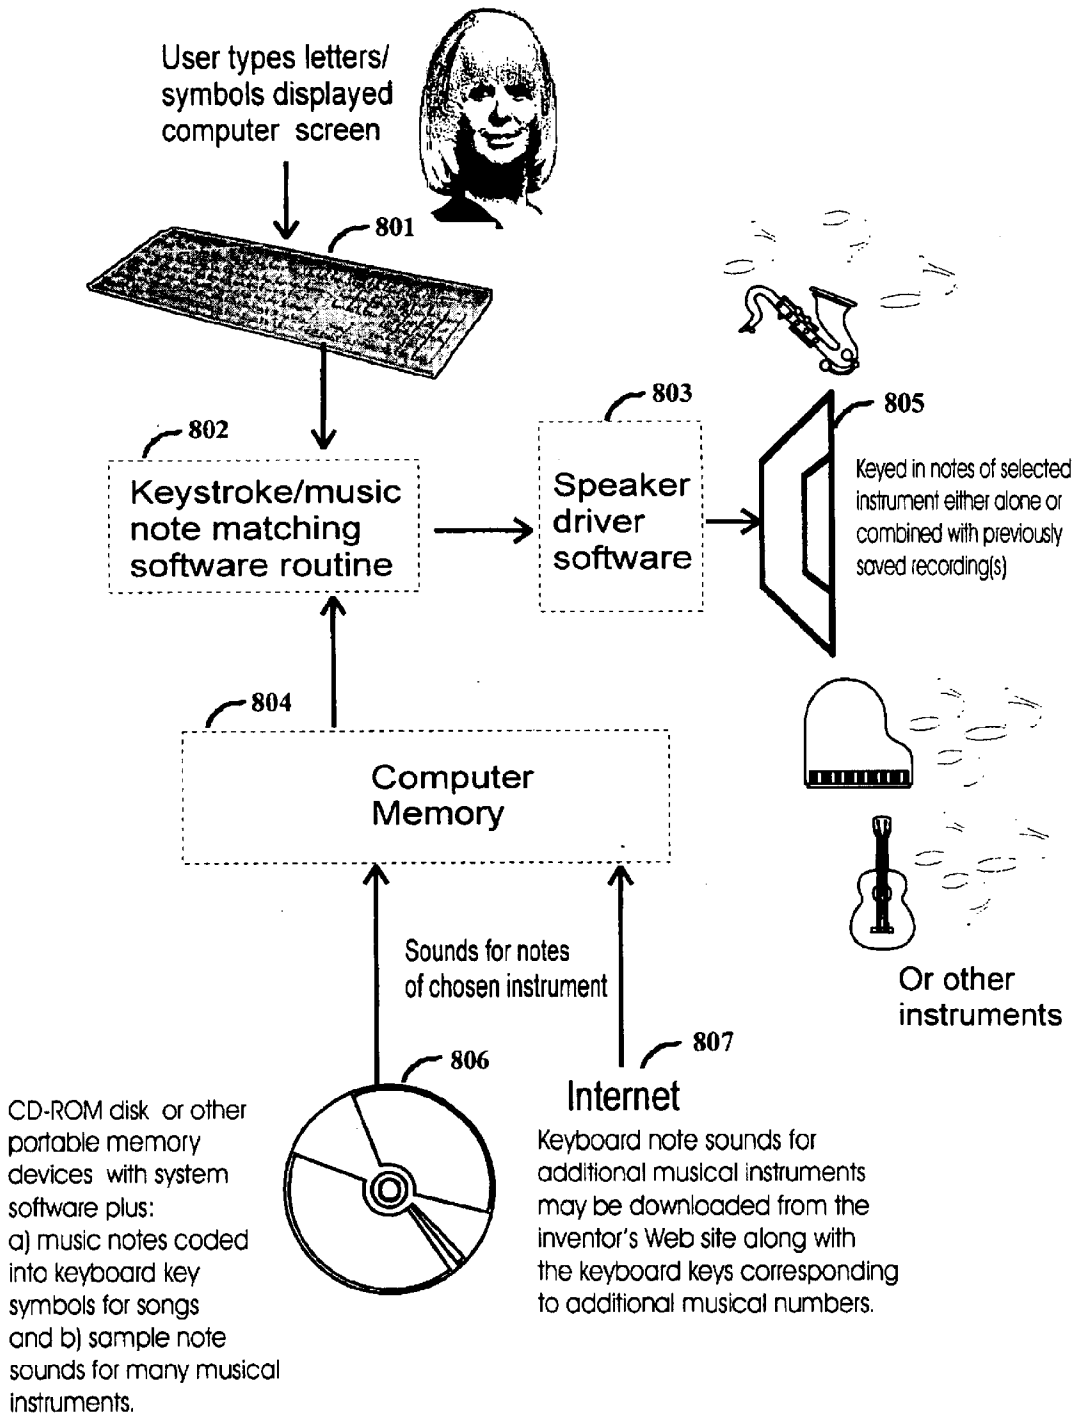 User types letters/
symbols displayed
computer screen
801
802
Keystroke/music
note matching
software routine
803
Speaker
driver
software
805
Keyed in notes of selected
instrument either alone or
combined with previously
saved recording(s)
804
Computer
Memory
Sounds for notes
of chosen instrument
Or other
instruments
806
CD-ROM disk or other
portable memory
devices with system
software plus:
a) music notes coded
into keyboard key
symbols for songs
and b) sample note
sounds for many musical
instruments.
807
Internet
Keyboard note sounds for
additional musical instruments
may be downloaded from the
inventor's Web site along with
the keyboard keys corresponding
to additional musical numbers.